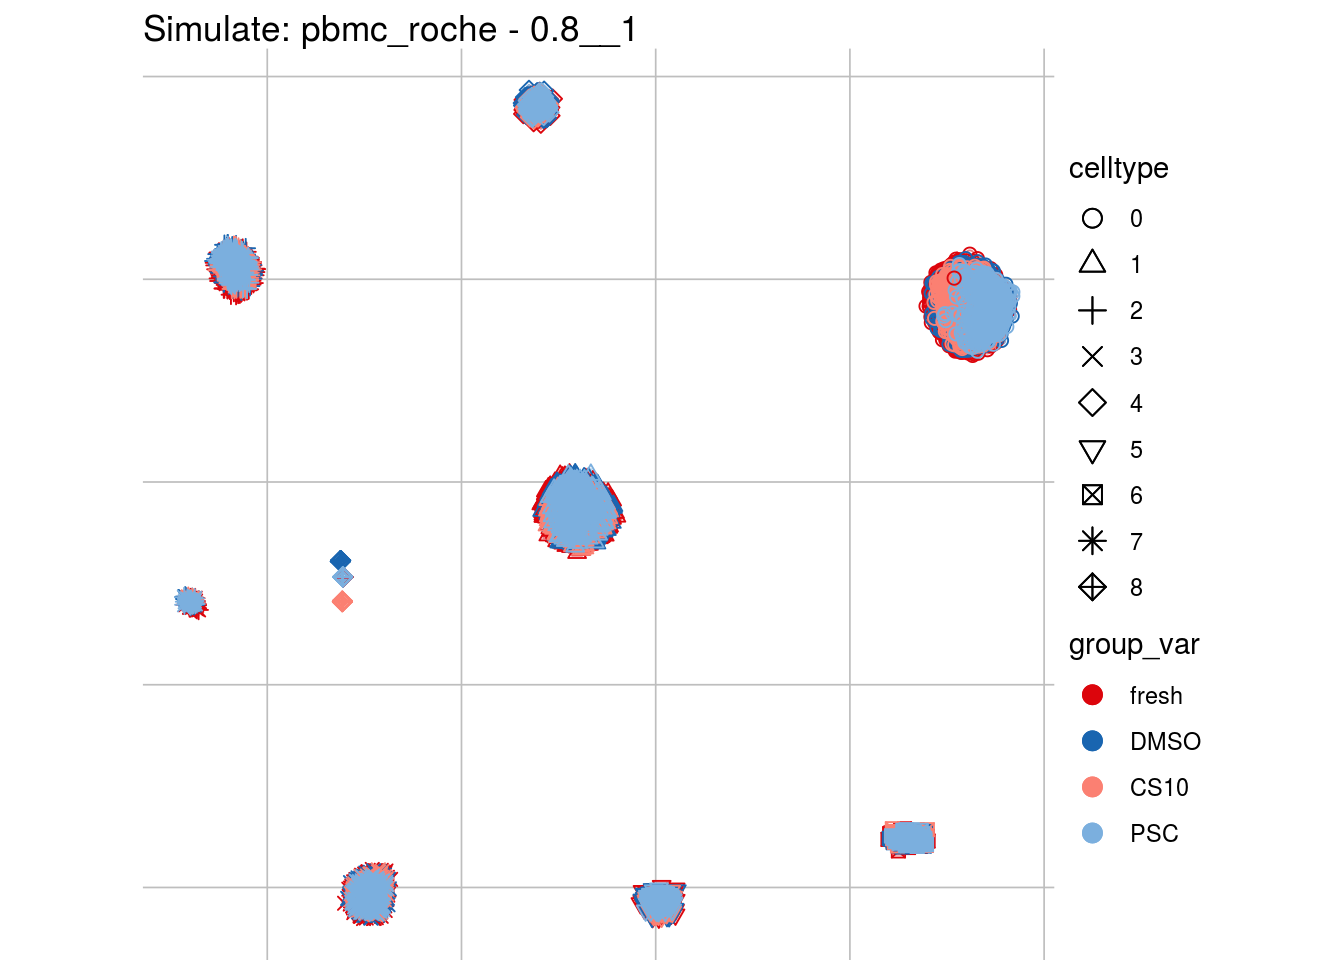 Simulate: pbmc_roche - 0.8__1
celltype
0
1
2
3
4
5
6
7
8
group_var
fresh
DMSO
CS10
PSC